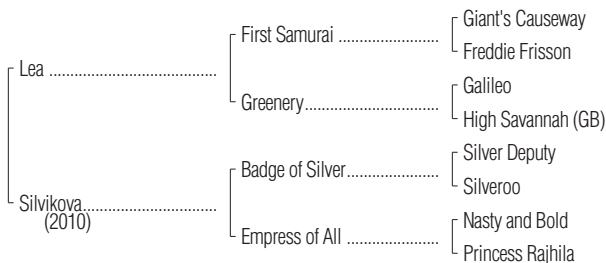 Giant's Causeway
First Samurai ..........................
Freddie Frisson
Lea ...........................................
Galileo
Greenery...................................
High Savannah (GB)
Silver Deputy
Badge of Silver.......................
Silveroo
Silvikova...................................
(2010)
Nasty and Bold
Empress of All .......................
Princess Rajhila